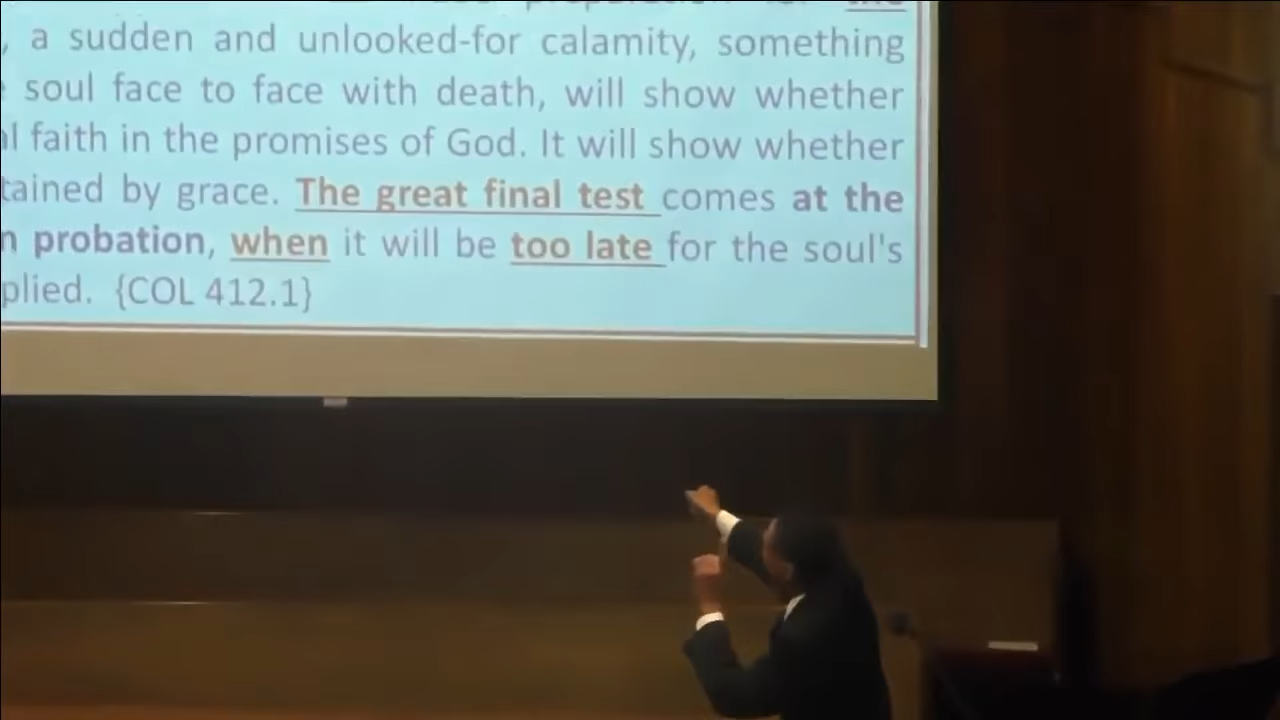 , a sudden and unlooked-for calamity, something
soul face to face with death, will show whether
faith in the promises of God. It will show whether
tained by grace. The great final test comes at the
n probation, when it will be too late for the soul's
plied. {COL 412.1}